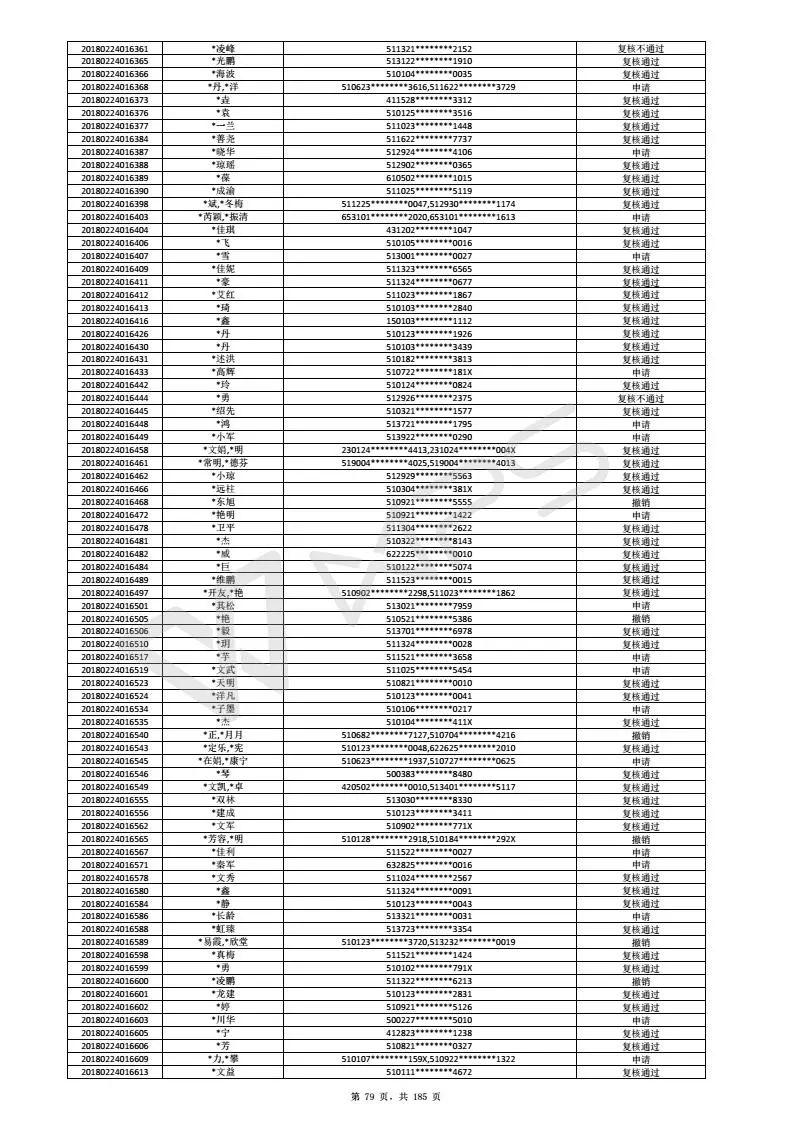 20180224016361 *凌峰 511321********2152 复核不通过
20180224016365 *光鹏 513122********1910 复核通过
20180224016366 *海波 510104********0035 复核通过
20180224016368 *丹,*洋 510623********3616,511622********3729 申请
20180224016373 *垚 411528********3312 复核通过
20180224016376 *袁 510125********3516 复核通过
20180224016377 *一兰 511023********1448 复核通过
20180224016384 *善尧 511622********7737 复核通过
20180224016387 *晓华 512924********4106 申请
20180224016388 *琼瑶 512902********0365 复核通过
20180224016389 *葆 610502********1015 复核通过
20180224016390 *成渝 511025********5119 复核通过
20180224016398 *斌,*冬梅 511225********0047,512930********1174 复核通过
20180224016403 *芮颖,*振清 653101********2020,653101********1613 申请
20180224016404 *佳琪 431202********1047 复核通过
20180224016406 *飞 510105********0016 复核通过
20180224016407 *雪 513001********0027 申请
20180224016409 *佳妮 511323********6565 复核通过
20180224016411 *豪 511324********0677 复核通过
20180224016412 *艾红 511023********1867 复核通过
20180224016413 *琦 510103********2840 复核通过
20180224016416 *鑫 150103********1112 复核通过
20180224016426 *丹 510123********1926 复核通过
20180224016430 *丹 510103********3439 复核通过
20180224016431 *述洪 510182********3813 复核通过
20180224016433 *高辉 510722********181X 申请
20180224016442 *玲 510124********0824 复核通过
20180224016444 *勇 512926********2375 复核不通过
20180224016445 *绍先 510321********1577 复核通过
20180224016448 *鸿 513721********1795 申请
20180224016449 *小军 513922********0290 申请
20180224016458 *文娟,*明 230124********4413,231024********004X 复核通过
20180224016461 *常明,*德芬 519004********4025,519004********4013 复核通过
20180224016462 *小琼 512929********5563 复核通过
20180224016466 *远柱 510304********381X 复核通过
20180224016468 *东旭 510921********5555 撤销
20180224016472 *艳明 510921********1422 申请
20180224016478 *卫平 511304********2622 复核通过
20180224016481 *杰 510322********8143 复核通过
20180224016482 *威 622225********0010 复核通过
20180224016484 *巨 510122********5074 复核通过
20180224016489 *维鹏 511523********0015 复核通过
20180224016497 *开友,*艳 510902********2298,511023********1862 复核通过
20180224016501 *其松 513021********7959 申请
20180224016505 *艳 510521********5386 撤销
20180224016506 *毅 513701********6978 复核通过
20180224016510 *玥 511324********0028 复核通过
20180224016517 *芋 511521********3658 申请
20180224016519 *文武 511025********5454 申请
20180224016523 *天明 510821********0010 复核通过
20180224016524 *洋凡 510123********0041 复核通过
20180224016534 *子墨 510106********0217 申请
20180224016535 *杰 510104********411X 复核通过
20180224016540 *正,*月月 510682********7127,510704********4216 撤销
20180224016543 *定乐,*宪 510123********0048,622625********2010 复核通过
20180224016545 *在娟,*康宁 510623********1937,510727********0625 申请
20180224016546 *琴 500383********8480 复核通过
20180224016549 *文凯,*卓 420502********0010,513401********5117 复核通过
20180224016555 *双林 513030********8330 复核通过
20180224016556 *建成 510123********3411 复核通过
20180224016562 *文军 510902********771X 复核通过
20180224016565 *芳容,*明 510128********2918,510184********292X 撤销
20180224016567 *佳利 511522********0027 申请
20180224016571 *秦军 632825********0016 申请
20180224016578 *文秀 511024********2567 复核通过
20180224016580 *鑫 511324********0091 复核通过
20180224016584 *静 510123********0043 复核通过
20180224016586 *长龄 513321********0031 申请
20180224016588 *虹臻 513723********3354 复核通过
20180224016589 *易霞,*欣堂 510123********3720,513232********0019 撤销
20180224016598 *真梅 511521********1424 复核通过
20180224016599 *勇 510102********791X 复核通过
20180224016600 *凌鹏 511322********6213 撤销
20180224016601 *龙建 510123********2831 复核通过
20180224016602 *婷 510921********5126 复核通过
20180224016603 *川华 500227********5010 申请
20180224016605 *宁 412823********1238 复核通过
20180224016606 *芳 510821********0327 复核通过
20180224016609 *力,*攀 510107********159X,510922********1322 申请
20180224016613 *文益 510111********4672 复核通过
第 79 页，共 185 页